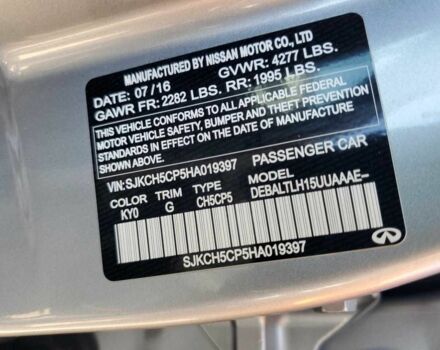 MANUFACTURED BY NISSAN MOTOR CO., LTD
DATE: 07/16 GVWR: 4277 LBS.
GAWR FR: 2282 LBS. RR: 1995 LBS.
THIS VEHICLE CONFORMS TO ALL APPLICABLE FEDERAL
MOTOR VEHICLE SAFETY, BUMPER AND THEFT PREVENTION
STANDARDS IN EFFECT ON THE DATE OF MANUFACTURE
SHOWN ABOVE.
VIN: SJKCH5CP5HA019397 PASSENGER CAR
COLOR TRIM TYPE DEBALTLH15UUAAAE-
KY0 G CH5CP5
SJKCH5CP5HA019397